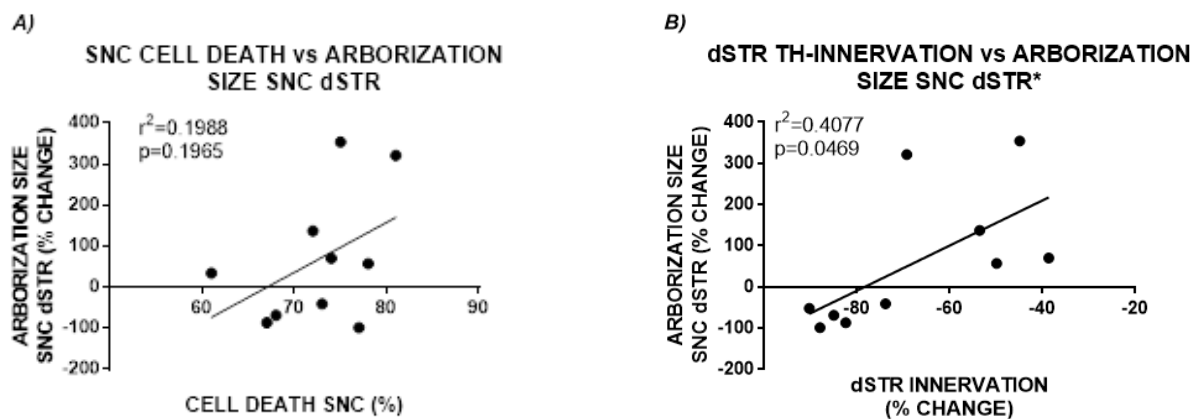 A)
SNC CELL DEATH vs ARBORIZATION
SIZE SNC dSTR
r²=0.1988
p=0.1965
ARBORIZATION SIZE
SNC dSTR (% CHANGE)
400
300
200
100
0
-100
-200
60
70
80
90
CELL DEATH SNC (%)
B)
dSTR TH-INNERVATION vs ARBORIZATION
SIZE SNC dSTR*
r²=0.4077
p=0.0469
ARBORIZATION SIZE
SNC dSTR (% CHANGE)
400
300
200
100
0
-100
-200
-80
-60
-40
-20
dSTR INNERVATION
(% CHANGE)